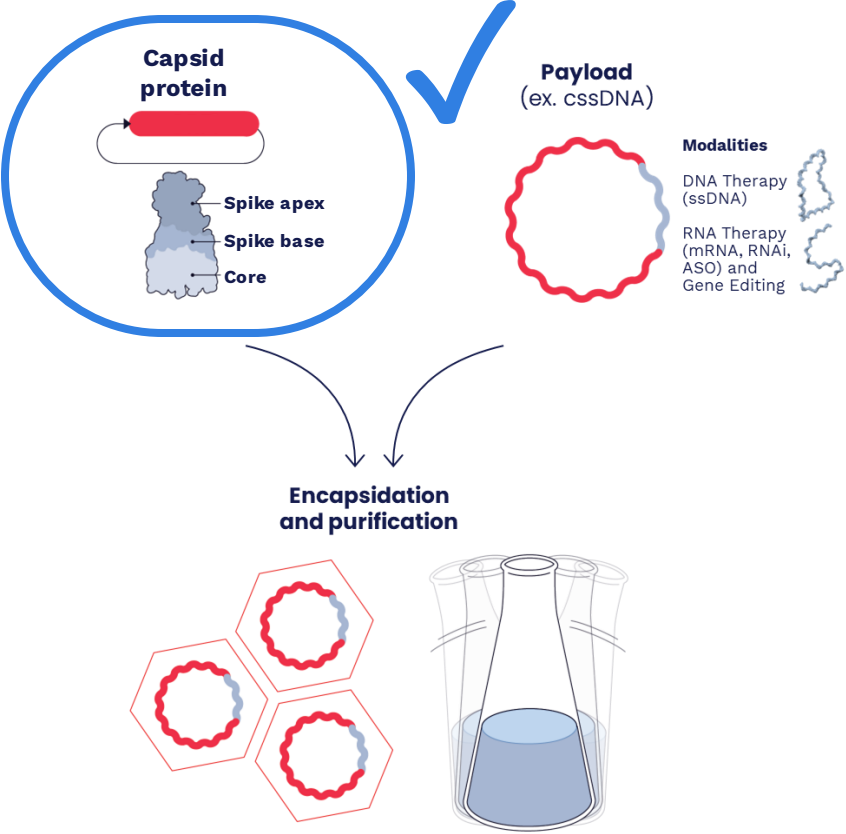 Capsid
protein
Spike apex
Spike base
Core
Payload
(ex. cssDNA)
Modalities
DNA Therapy
(ssDNA)
RNA Therapy
(mRNA, RNAi,
ASO) and
Gene Editing
Encapsidation
and purification